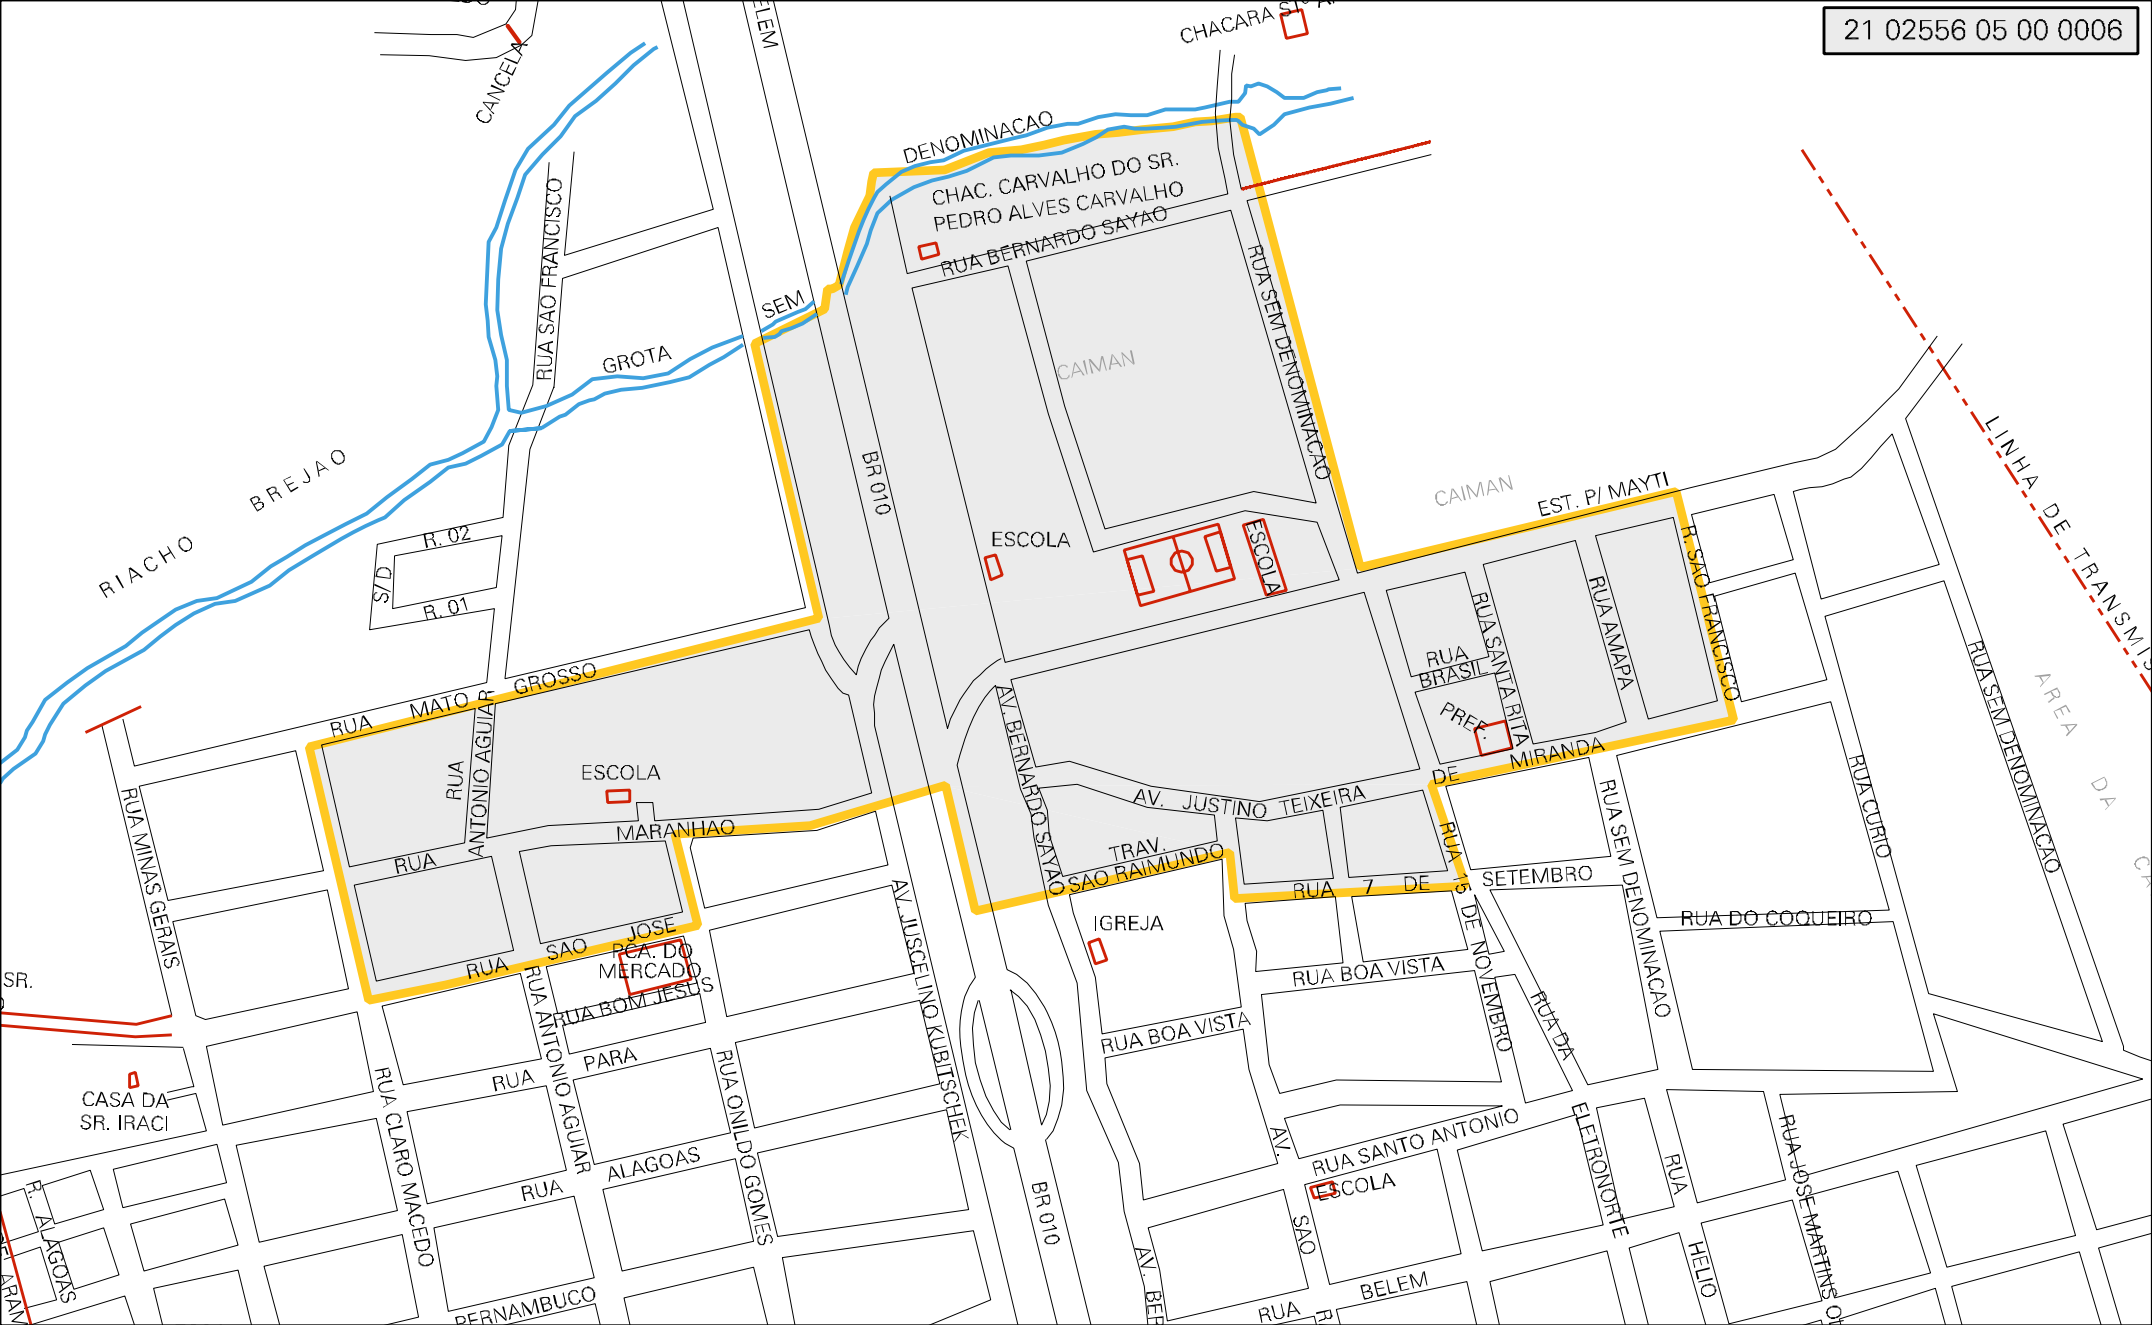 21 02556 05 00 0006
CHACARA ST
ELEM
CANCELA
DENOMINACAO
CHAC. CARVALHO DO SR.
PEDRO ALVES CARVALHO
RUA BERNARDO SAYAO
RUA SAO FRANCISCO
SEM
GROTA
RUA SEM DENOMINACAO
CAIMAN
BR 010
RIACHO BREJAO
CAIMAN
EST. P/ MAYTI
LINHA DE TRANSMIS
R. 02
S/D
R. 01
ESCOLA
ESCOLA
R. SAO FRANCISCO
RUA AMAPA
RUA SANTA RITA
RUA
BRASIL
PREF.
RUA SEM DENOMINACAO
AREA DA
RUA MATO GROSSO
RUA
ANTONIO AGUIAR
ESCOLA
AV. BERNARDO SAYAO
DE MIRANDA
RUA CURIO
RUA MINAS GERAIS
RUA MARANHAO
AV. JUSTINO TEIXEIRA
TRAV.
SAO RAIMUNDO
RUA 7 DE SETEMBRO
RUA 15 DE NOVEMBRO
RUA SEM DENOMINACAO
RUA DO COQUEIRO
IGREJA
RUA SAO JOSE
PCA. DO
MERCADO
RUA BOM JESUS
AV. JUSCELINO KUBITSCHEK
RUA BOA VISTA
RUA BOA VISTA
SR.
RUA ANTONIO AGUIAR
RUA PARA
RUA CLARO MACEDO
RUA ONILDO GOMES
CASA DA
SR. IRACI
RUA DA
ELETRONORTE
RUA SANTO ANTONIO
ESCOLA
AV.
SAO
RUA
HELIO
RUA JOSE MARTINS
RUA ALAGOAS
R. ALAGOAS
BR 010
AV. BER
RUA BELEM
PERNAMBUCO
ARAM